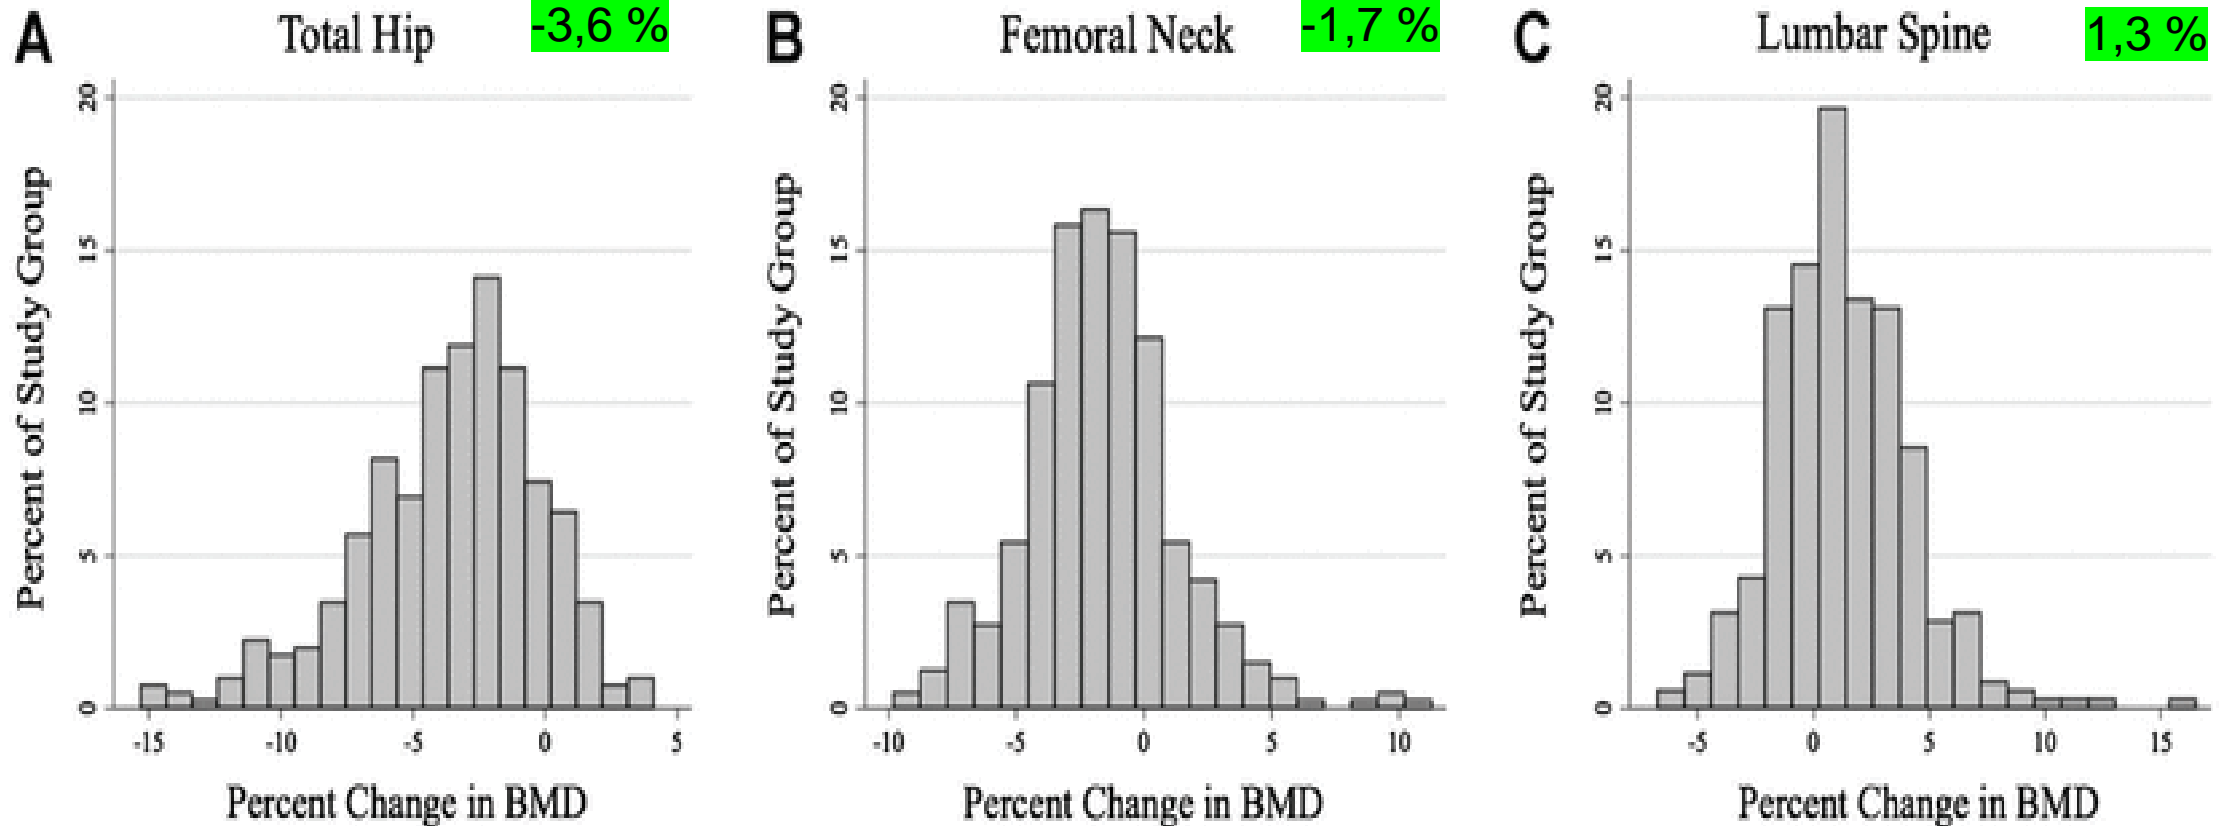 A Total Hip -3,6 %
Percent of Study Group
20
15
10
5
0
-15 -10 -5 0 5
Percent Change in BMD
B Femoral Neck -1,7 %
Percent of Study Group
20
15
10
5
0
-10 -5 0 5 10
Percent Change in BMD
C Lumbar Spine 1,3 %
Percent of Study Group
20
15
10
5
0
-5 0 5 10 15
Percent Change in BMD